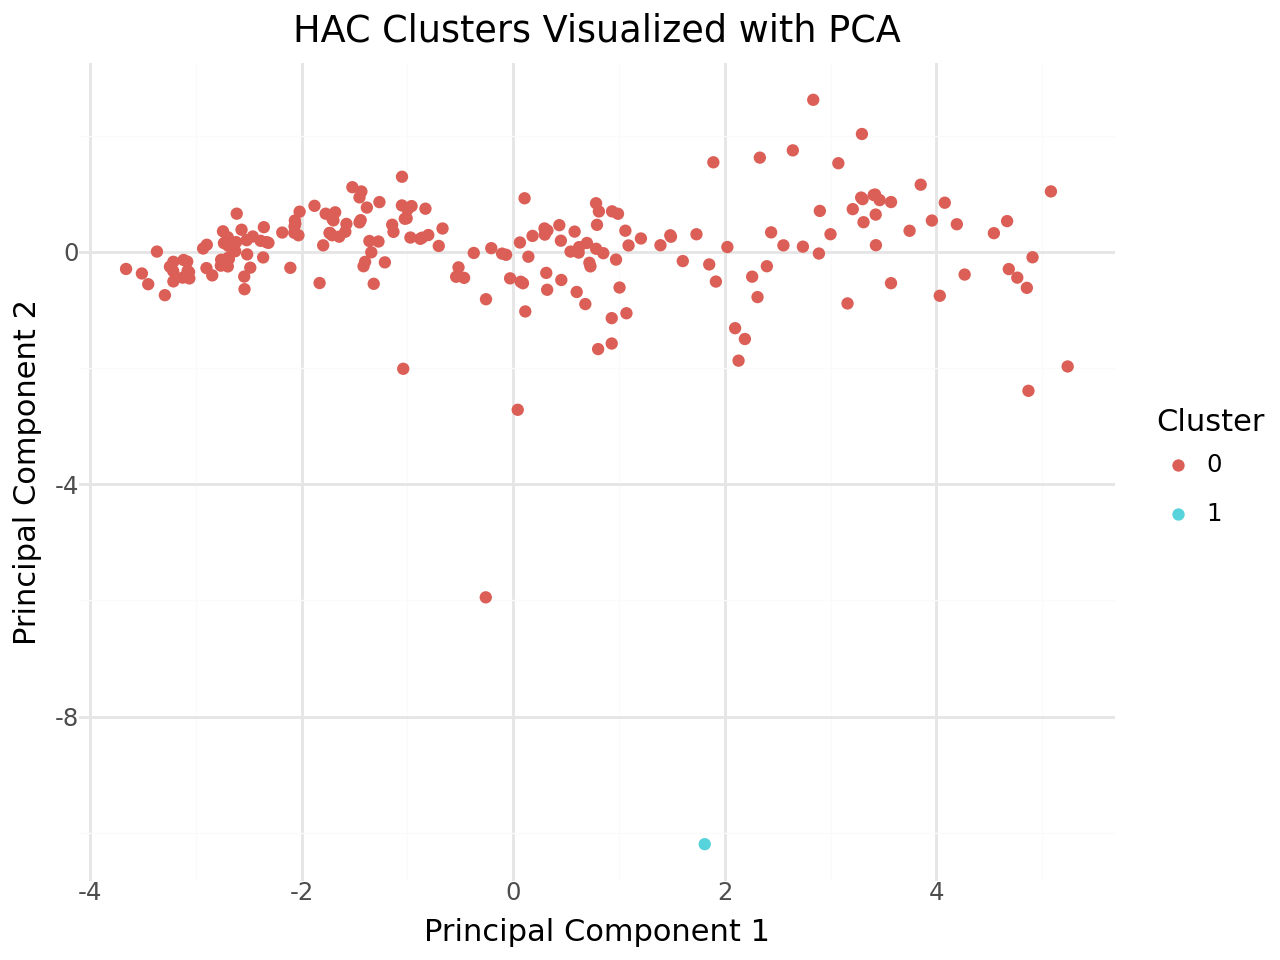 HAC Clusters Visualized with PCA
Principal Component 2
0
-4
-8
-4
-2
0
2
4
Principal Component 1
Cluster
0
1